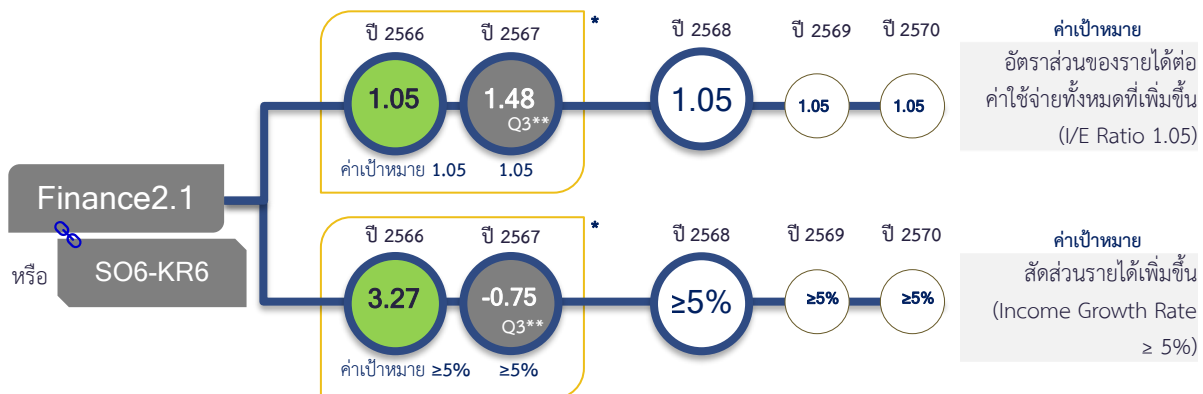 ปี 2566 ปี 2567 * ปี 2568 ปี 2569 ปี 2570 ค่าเป้าหมาย
1.05 1.48 Q3** 1.05 1.05 1.05
อัตราส่วนของรายได้ต่อ
ค่าใช้จ่ายทั้งหมดที่เพิ่มขึ้น
(I/E Ratio 1.05)
ค่าเป้าหมาย 1.05 1.05
Finance2.1
หรือ SO6-KR6
ปี 2566 ปี 2567 * ปี 2568 ปี 2569 ปี 2570 ค่าเป้าหมาย
3.27 -0.75 Q3** ≥5% ≥5% ≥5%
สัดส่วนรายได้เพิ่มขึ้น
(Income Growth Rate
≥ 5%)
ค่าเป้าหมาย ≥5% ≥5%